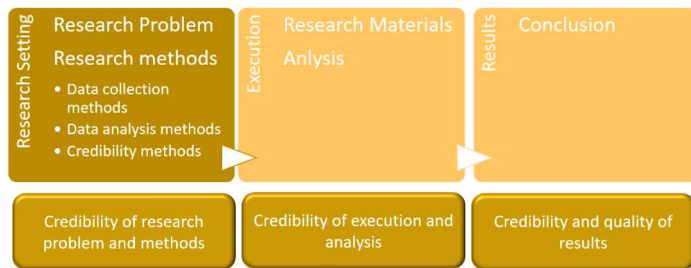 Research Setting
Research Problem
Research methods
• Data collection
methods
• Data analysis methods
• Credibility methods
Execution
Research Materials
Anlysis
Results
Conclusion
Credibility of research
problem and methods
Credibility of execution and
analysis
Credibility and quality of
results